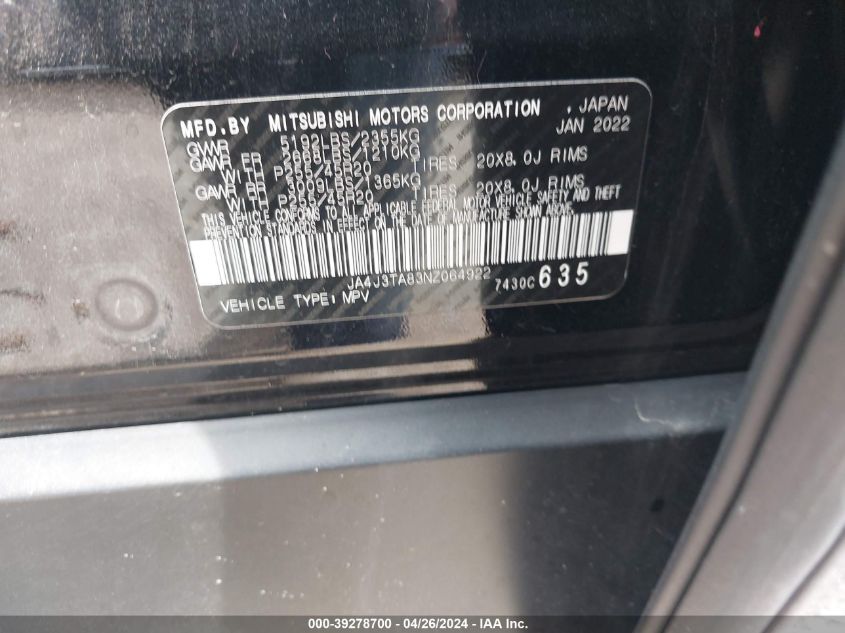 MFD.BY MITSUBISHI MOTORS CORPORATION , JAPAN
GVWR 5192LBS/2355KG JAN 2022
GAWR FR 2668LBS/1210KG
WITH P255/45R20 TIRES, 20X8.0J RIMS
GAWR RR 3009LBS/1365KG
WITH P255/45R20 TIRES, 20X8.0J RIMS
THIS VEHICLE CONFORMS TO ALL APPLICABLE FEDERAL MOTOR VEHICLE SAFETY AND THEFT
PREVENTION STANDARDS IN EFFECT ON THE DATE OF MANUFACTURE SHOWN ABOVE.
JA4J3TA83NZ064922 7430C 635
VEHICLE TYPE:MPV
000-39278700 - 04/26/2024 - IAA Inc.